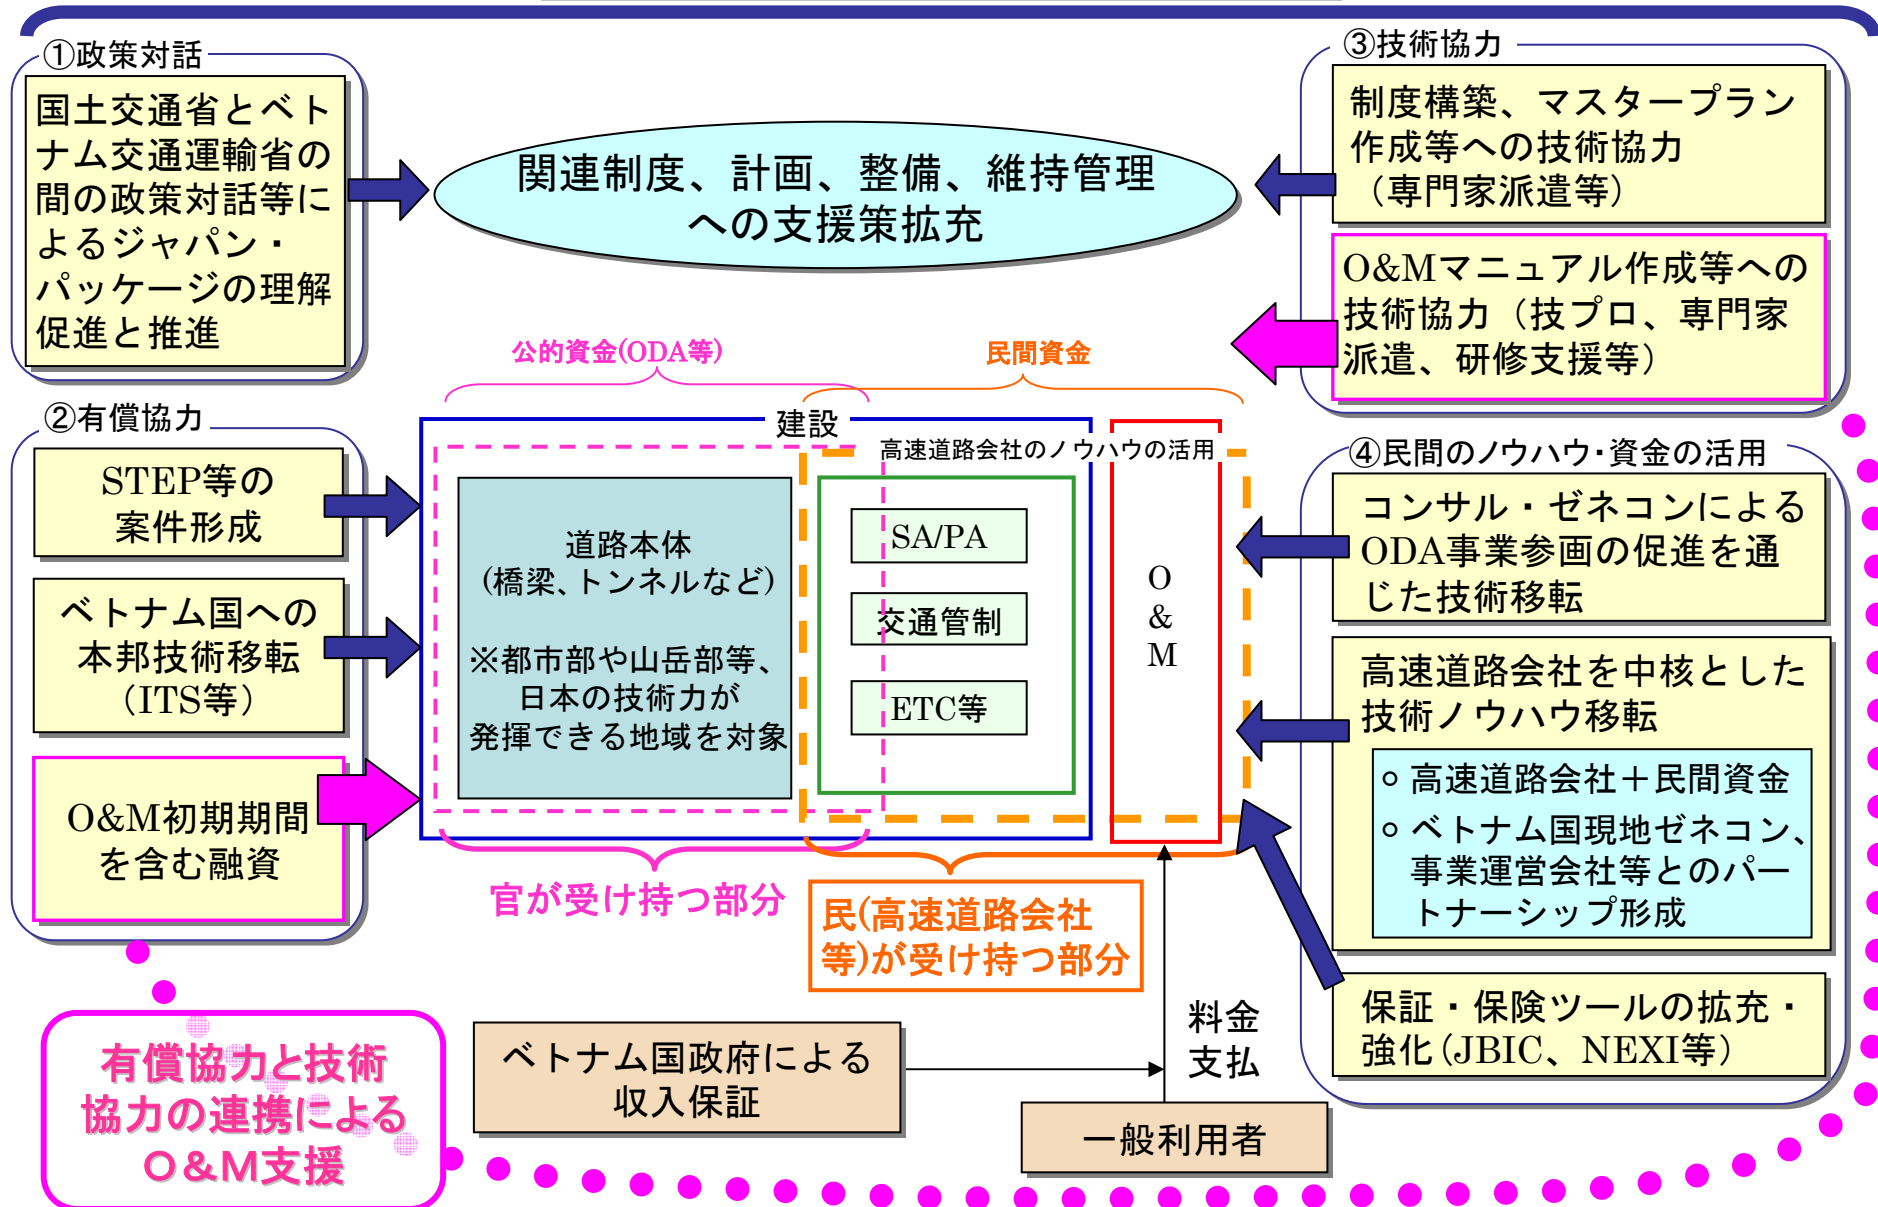 ①政策対話
国土交通省とベト
ナム交通運輸省の
間の政策対話等に
よるジャパン・
パッケージの理解
促進と推進
関連制度、計画、整備、維持管理
への支援策拡充
③技術協力
制度構築、マスタープラン
作成等への技術協力
（専門家派遣等）
O&Mマニュアル作成等への
技術協力（技プロ、専門家
派遣、研修支援等）
公的資金(ODA等)
民間資金
②有償協力
STEP等の
案件形成
ベトナム国への
本邦技術移転
（ITS等）
O&M初期期間
を含む融資
建設
高速道路会社のノウハウの活用
道路本体
(橋梁、トンネルなど)
※都市部や山岳部等、
日本の技術力が
発揮できる地域を対象
SA/PA
交通管制
ETC等
O
&
M
④民間のノウハウ・資金の活用
コンサル・ゼネコンによる
ODA事業参画の促進を通
じた技術移転
高速道路会社を中核とした
技術ノウハウ移転
○高速道路会社＋民間資金
○ベトナム国現地ゼネコン、
事業運営会社等とのパー
トナーシップ形成
保証・保険ツールの拡充・
強化（JBIC、NEXI等）
官が受け持つ部分
民(高速道路会社
等)が受け持つ部分
有償協力と技術
協力の連携による
O&M支援
ベトナム国政府による
収入保証
料金
支払
一般利用者